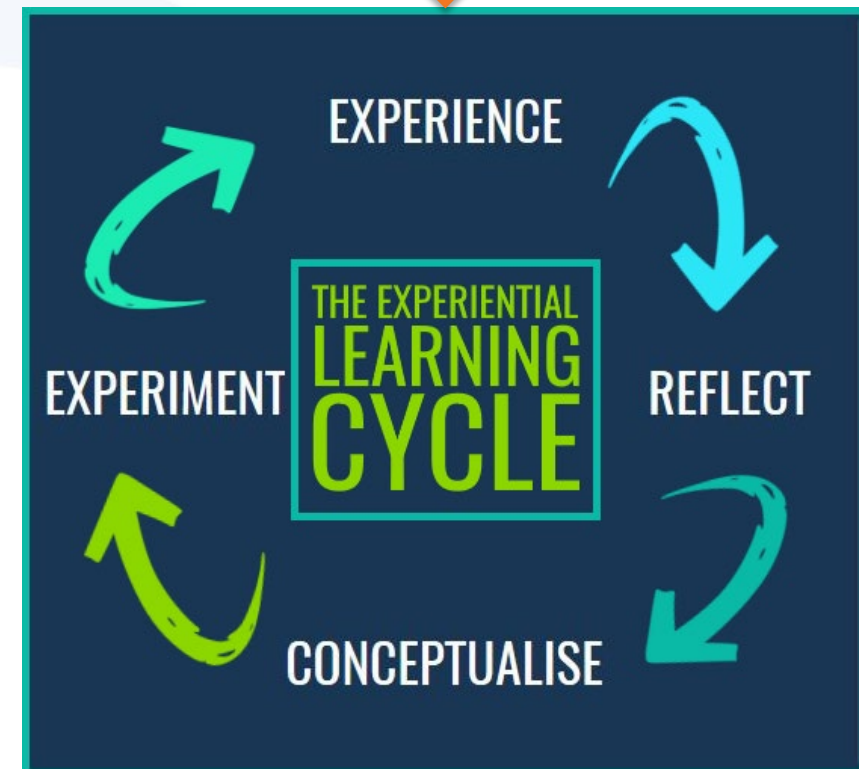 EXPERIENCE
THE EXPERIENTIAL
LEARNING
CYCLE
EXPERIMENT
REFLECT
CONCEPTUALISE